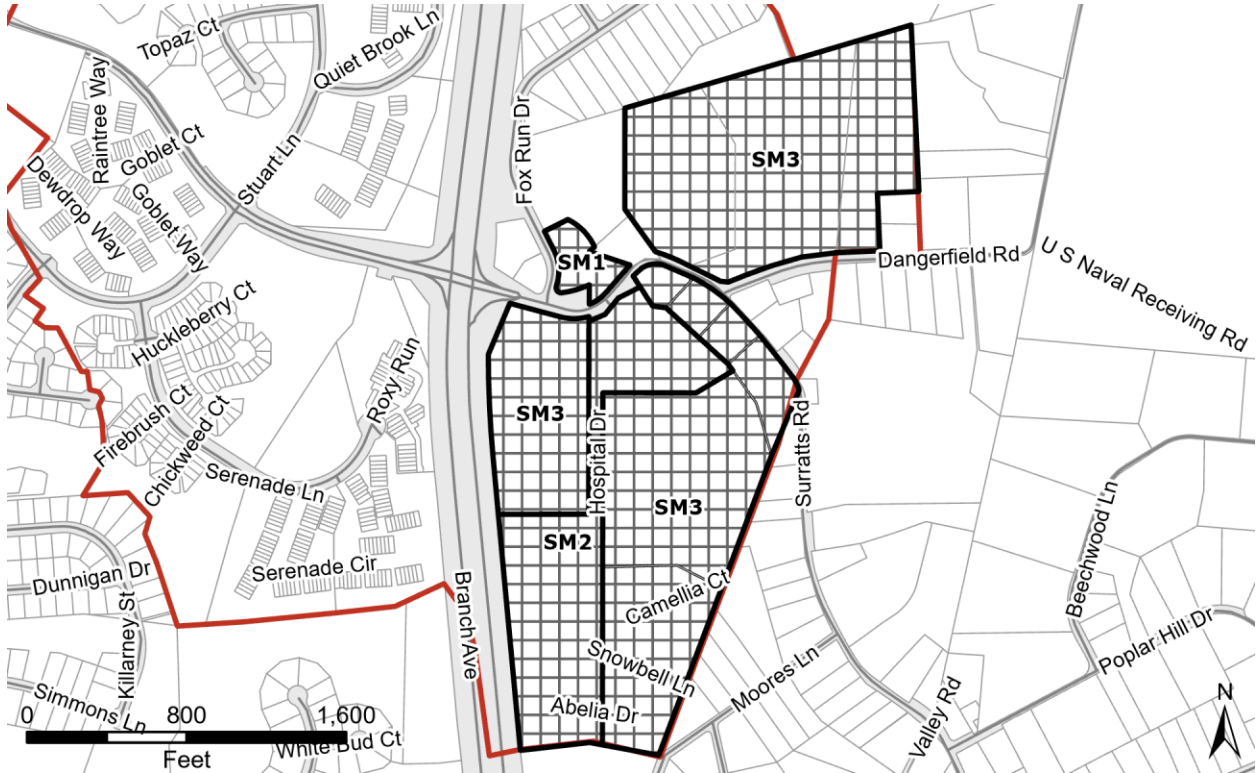 Topaz Ct
Quiet Brook Ln
Raintree Way
Goblet Ct
Stuart Ln
Fox Run Dr
SM3
Dewdrop Way
Goblet Way
SM1
Dangerfield Rd
U S Naval Receiving Rd
Huckleberry Ct
Roxy Run
SM3
Hospital Dr
Firebrush Ct
Chickweed Ct
Serenade Ln
SM3
Surratts Rd
SM2
Beechwood Ln
Serenade Cir
Dunnigan Dr
Killarney St
Branch Ave
Camellia Ct
Snowbell Ln
Moores Ln
Poplar Hill Dr
Abelia Dr
Valley Rd
Simmons Ln
White Bud Ct
N
0 800 1,600
Feet